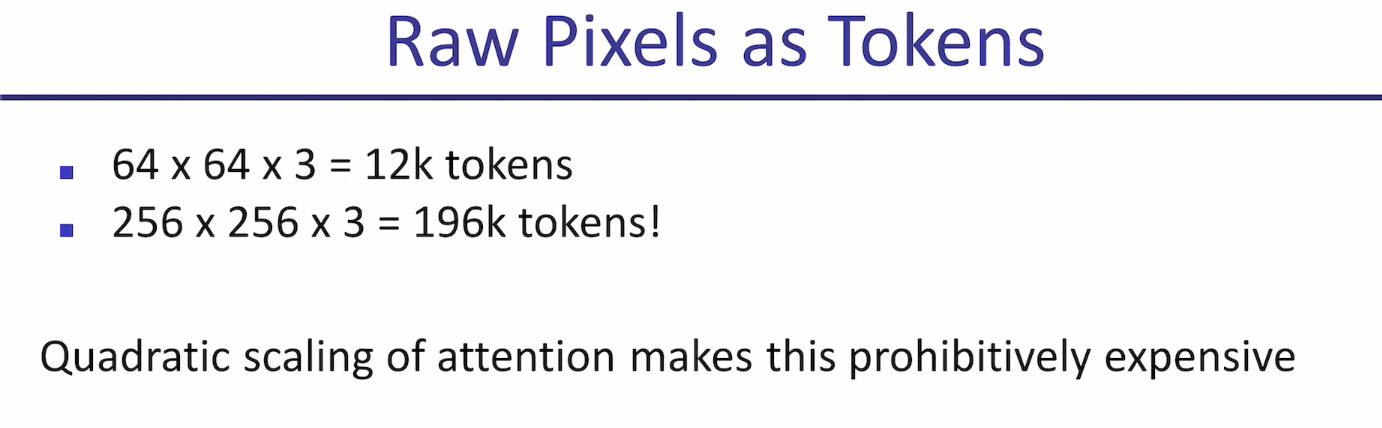 Raw Pixels as Tokens
64 x 64 x 3 = 12k tokens
256 x 256 x 3 = 196k tokens!
Quadratic scaling of attention makes this prohibitively expensive